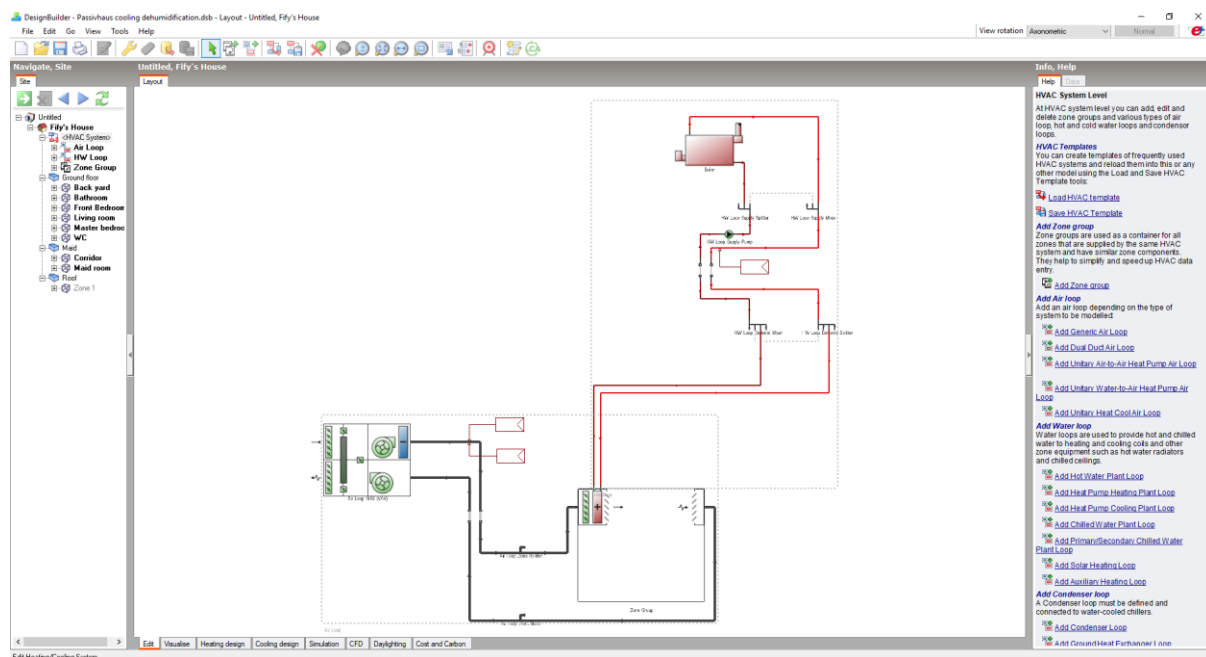 DesignBuilder - Passivhaus cooling dehumidification.dsb - Layout - Untitled, Fify's House
File Edit Go View Tools Help
View rotation Axonometric Normal
Navigate, Site
Site
Untitled
Fify's House
<HVAC System>
Air Loop
HW Loop
Zone Group
Ground floor
Back yard
Bathroom
Front Bedroom
Living room
Master bedroo
WC
Maid
Corridor
Maid room
Roof
Zone 1
Untitled, Fify's House
Layout
Boiler
HW Loop Supply Splitter HW Loop Supply Mixer
HW Loop Supply Pump
HW Loop Demand Mixer HW Loop Demand Splitter
Air Loop Zone Splitter
Zone Group
Air Loop
Edit Visualise Heating design Cooling design Simulation CFD Daylighting Cost and Carbon
Edit Heating/Cooling System
Info, Help
Help Data
HVAC System Level
At HVAC system level you can add, edit and
delete zone groups and various types of air
loop, hot and cold water loops and condensor
loops.
HVAC Templates
You can create templates of frequently used
HVAC systems and reload them into this or any
other model using the Load and Save HVAC
Template tools:
Load HVAC template
Save HVAC Template
Add Zone group
Zone groups are used as a container for all
zones that are supplied by the same HVAC
system and have similar zone components.
They help to simplify and speed up HVAC data
entry.
Add Zone group
Add Air loop
Add an air loop depending on the type of
system to be modelled:
Add Generic Air Loop
Add Dual Duct Air Loop
Add Unitary Air-to-Air Heat Pump Air Loop
Add Unitary Water-to-Air Heat Pump Air
Loop
Add Unitary Heat Cool Air Loop
Add Water loop
Water loops are used to provide hot and chilled
water to heating and cooling coils and other
zone equipment such as hot water radiators
and chilled ceilings.
Add Hot Water Plant Loop
Add Heat Pump Heating Plant Loop
Add Heat Pump Cooling Plant Loop
Add Chilled Water Plant Loop
Add Primary/Secondary Chilled Water
Plant Loop
Add Solar Heating Loop
Add Auxiliary Heating Loop
Add Condenser loop
A Condenser loop must be defined and
connected to water-cooled chillers.
Add Condenser Loop
Add Ground Heat Exchanger Loop